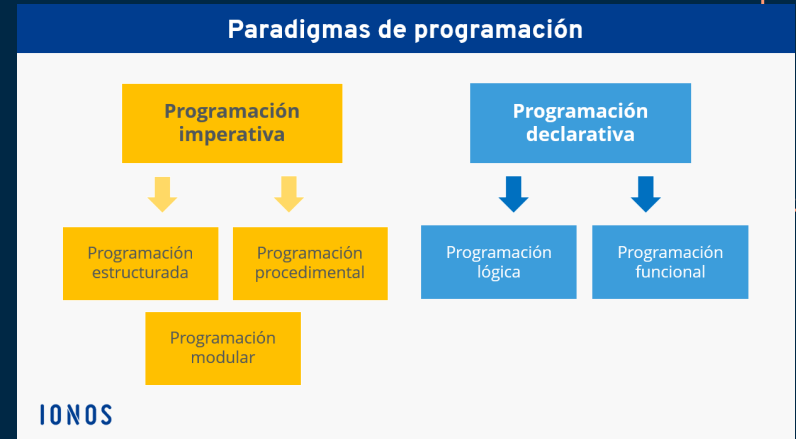 Paradigmas de programación
Programación
imperativa
Programación
declarativa
Programación
estructurada
Programación
procedimental
Programación
lógica
Programación
funcional
Programación
modular
IONOS